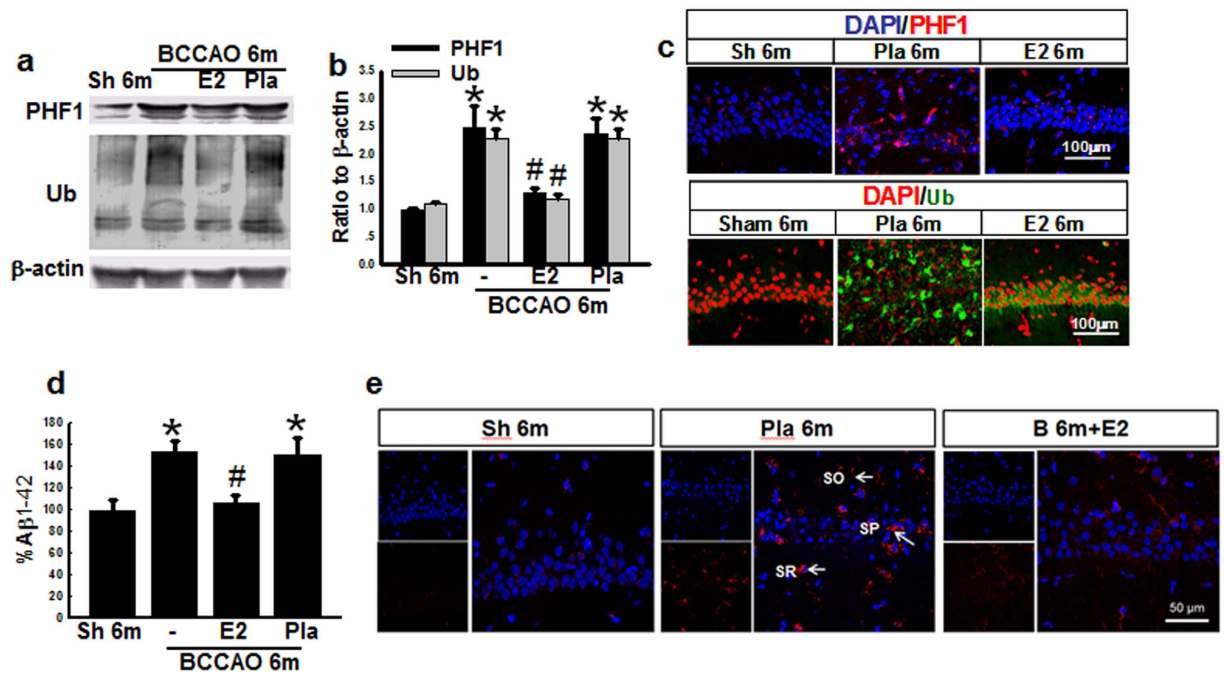 a
BCCAO 6m
Sh 6m E2 Pla
PHF1
Ub
β-actin
b
PHF1
Ub
Ratio to β-actin
3.5
3.0
2.5
2.0
1.5
1.0
.5
0.0
* * * *
# #
Sh 6m - E2 Pla
BCCAO 6m
c
DAPI/PHF1
Sh 6m Pla 6m E2 6m
100µm
DAPI/Ub
Sham 6m Pla 6m E2 6m
100µm
d
% Aβ1-42
180
160
140
120
100
80
60
40
20
0
* # *
Sh 6m - E2 Pla
BCCAO 6m
e
Sh 6m Pla 6m B 6m+E2
SO
SP
SR
50 µm